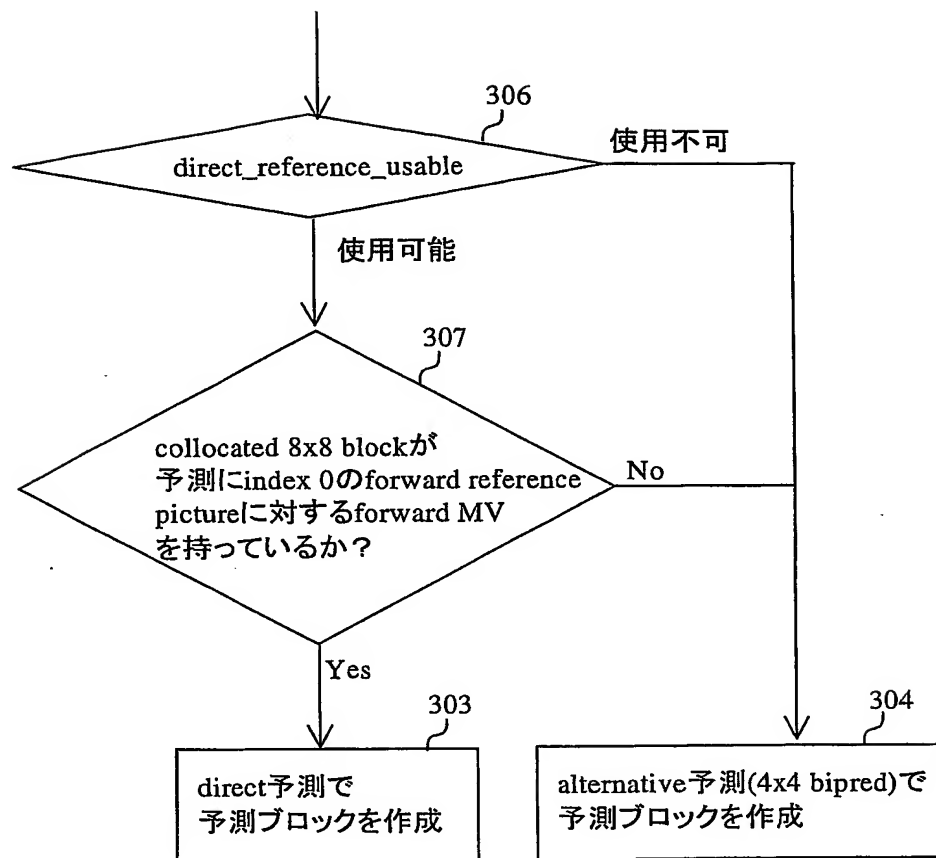 306
direct_reference_usable
使用不可
使用可能
307
collocated 8x8 blockが
予測にindex 0のforward reference
pictureに対するforward MV
を持っているか？
No
Yes
303
304
direct予測で
予測ブロックを作成
alternative予測(4x4 bipred)で
予測ブロックを作成